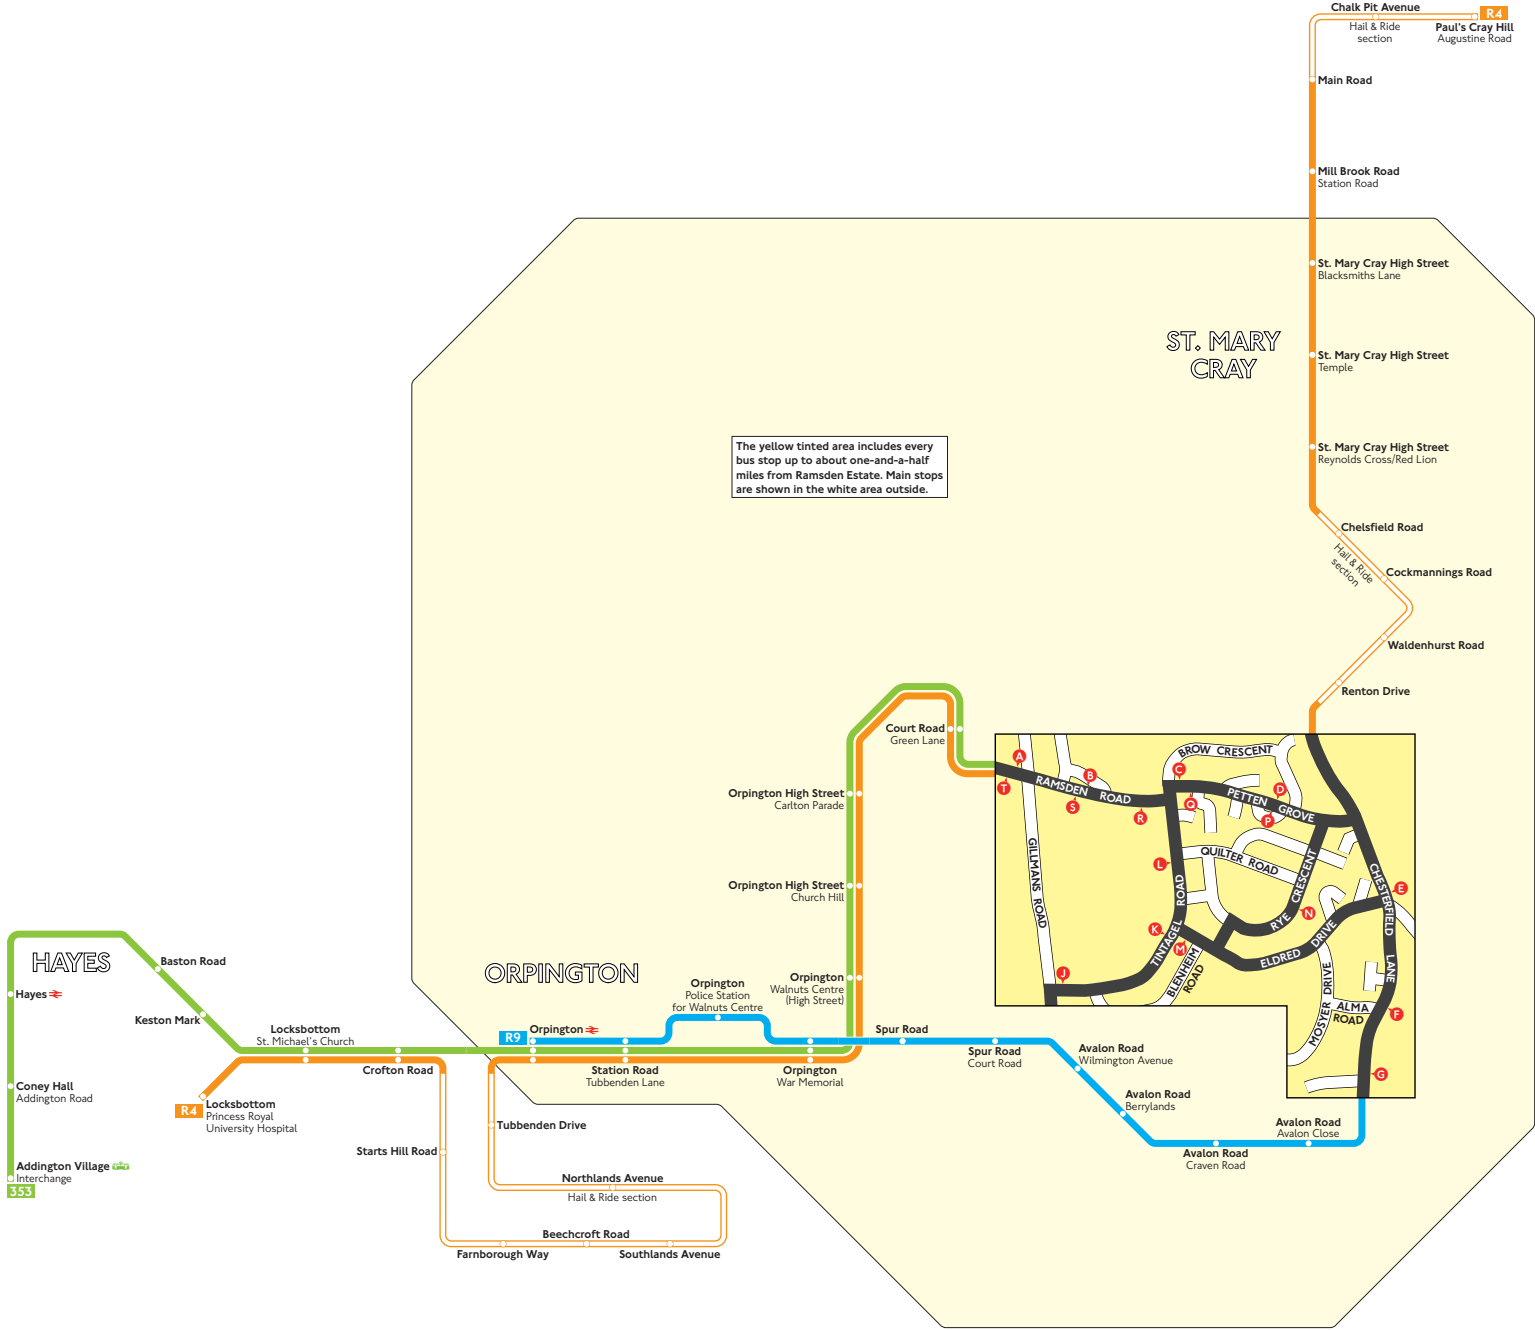 Chalk Pit Avenue
R4
Hail & Ride
section
Paul's Cray Hill
Augustine Road
Main Road
Mill Brook Road
Station Road
St. Mary Cray High Street
Blacksmiths Lane
ST. MARY
CRAY
St. Mary Cray High Street
Temple
The yellow tinted area includes every
bus stop up to about one-and-a-half
miles from Ramsden Estate. Main stops
are shown in the white area outside.
St. Mary Cray High Street
Reynolds Cross/Red Lion
Chelsfield Road
Hail & Ride
section
Cockmannings Road
Waldenhurst Road
Renton Drive
Court Road
Green Lane
Orpington High Street
Carlton Parade
Orpington High Street
Church Hill
Orpington
Walnuts Centre
(High Street)
A
B
C
D
T
S
R
Q
P
BROW CRESCENT
RAMSDEN ROAD
PETTEN GROVE
GILLMANS ROAD
QUILTER ROAD
L
TINTAGEL ROAD
RYE CRESCENT
CHESTERFIELD LANE
E
N
K
M
J
ELDRED DRIVE
BLENHEIM
ROAD
MOSYER DRIVE
ALMA
ROAD
F
G
HAYES
Baston Road
Hayes
Keston Mark
Coney Hall
Addington Road
Addington Village
Interchange
353
Locksbottom
St. Michael's Church
R4
Locksbottom
Princess Royal
University Hospital
Crofton Road
ORPINGTON
R9
Orpington
Orpington
Police Station
for Walnuts Centre
Station Road
Tubbenden Lane
Orpington
War Memorial
Spur Road
Spur Road
Court Road
Avalon Road
Wilmington Avenue
Avalon Road
Berrylands
Avalon Road
Craven Road
Avalon Road
Avalon Close
Tubbenden Drive
Starts Hill Road
Northlands Avenue
Hail & Ride section
Beechcroft Road
Farnborough Way
Southlands Avenue